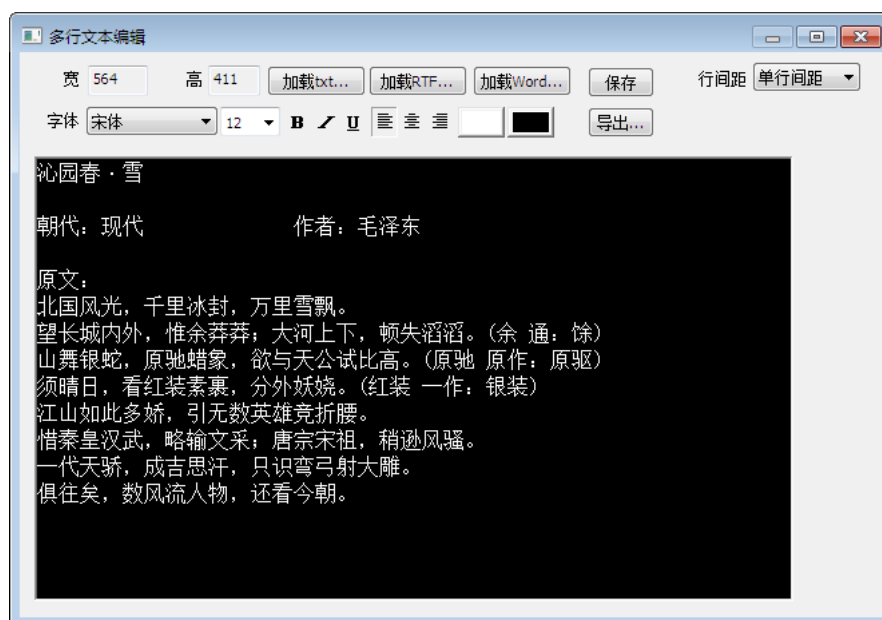 多行文本编辑
宽 564 高 411 加载txt... 加载RTF... 加载Word... 保存 行间距 单行间距
字体 宋体 12 B I U 导出...
沁园春·雪
朝代：现代 作者：毛泽东
原文：
北国风光，千里冰封，万里雪飘。
望长城内外，惟余莽莽；大河上下，顿失滔滔。(余 通：馀)
山舞银蛇，原驰蜡象，欲与天公试比高。(原驰 原作：原驱)
须晴日，看红装素裹，分外妖娆。(红装 一作：银装)
江山如此多娇，引无数英雄竞折腰。
惜秦皇汉武，略输文采；唐宗宋祖，稍逊风骚。
一代天骄，成吉思汗，只识弯弓射大雕。
俱往矣，数风流人物，还看今朝。